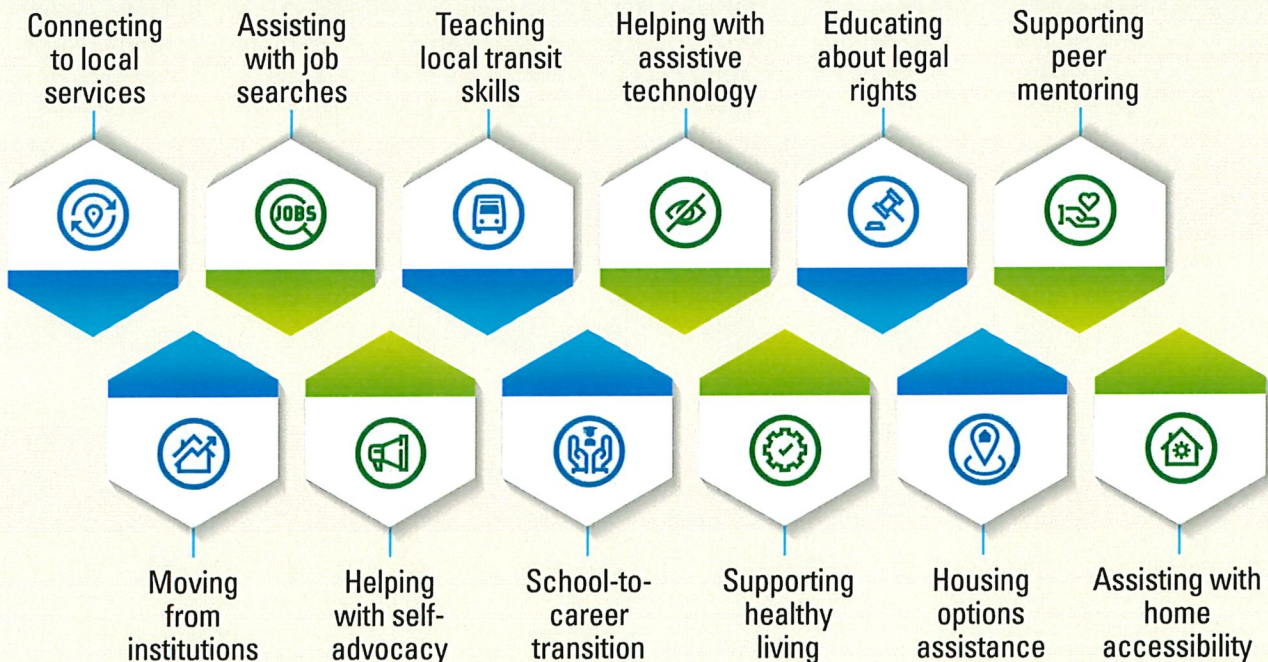 Connecting
to local
services
Assisting
with job
searches
Teaching
local transit
skills
Helping with
assistive
technology
Educating
about legal
rights
Supporting
peer
mentoring
JOBS
Moving
from
institutions
Helping
with self-
advocacy
School-to-
career
transition
Supporting
healthy
living
Housing
options
assistance
Assisting with
home
accessibility